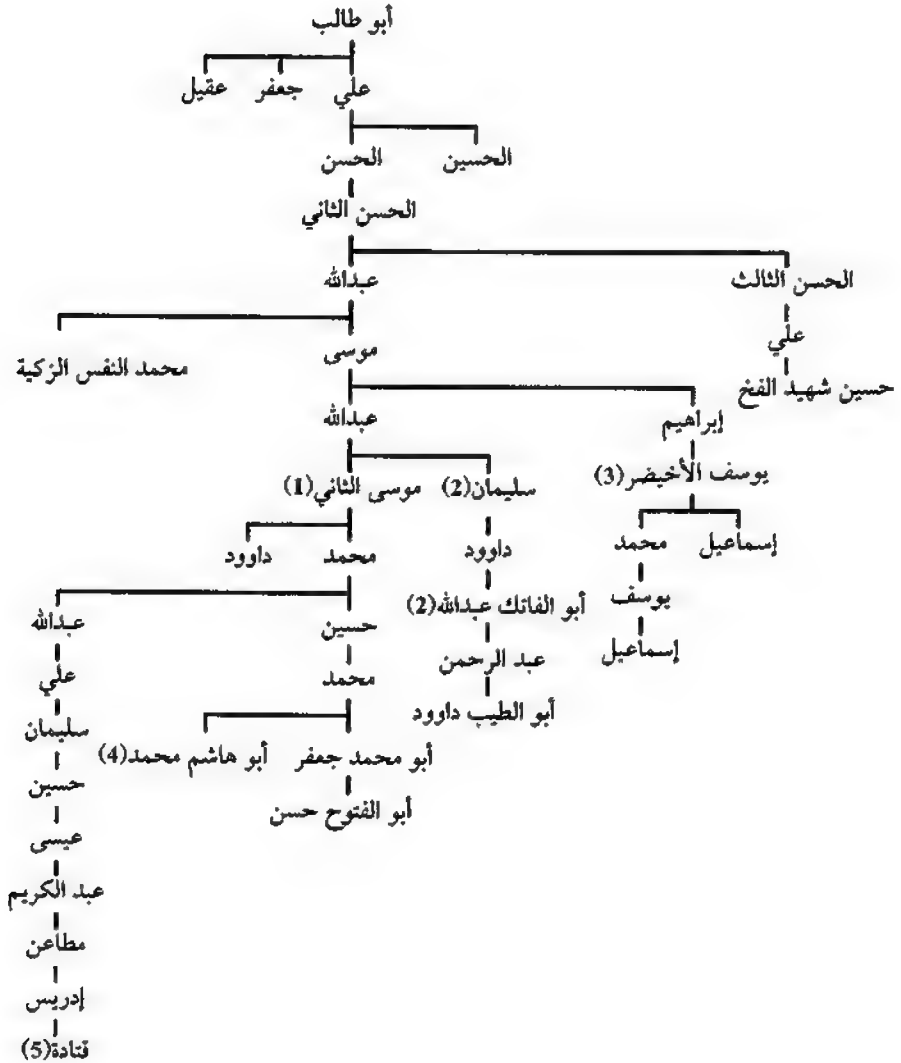 أبو طالب
علي جعفر عقيل
الحسين الحسن
الحسن الثاني
الحسن الثالث عبدالله
علي
موسى محمد النفس الزكية
حسين شهيد الفخ
إبراهيم عبدالله
يوسف الأخيضر(3) سليمان(2) موسى الثاني(1)
إسماعيل محمد داوود محمد داوود
يوسف أبو الفاتك عبدالله(2) حسين عبدالله
إسماعيل عبد الرحمن محمد علي
أبو الطيب داوود سليمان
أبو محمد جعفر أبو هاشم محمد(4)
حسين
أبو الفتوح حسن
عيسى
عبد الكريم
مطاعن
إدريس
قتادة(5)